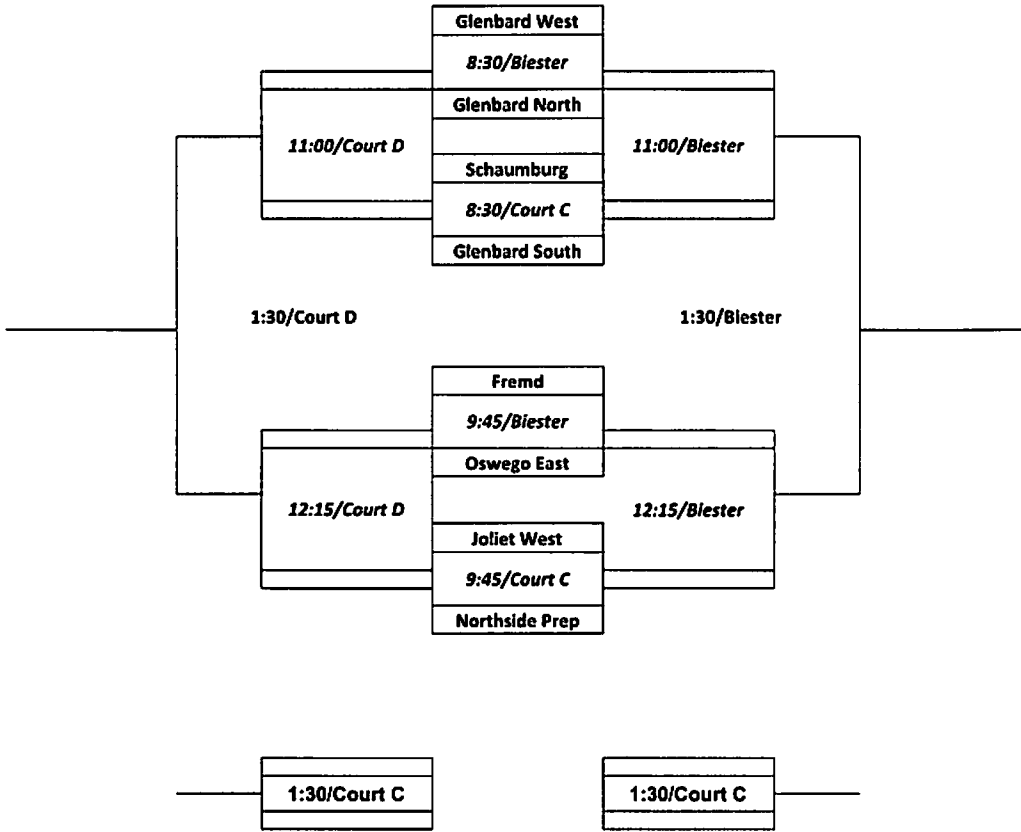 Glenbard West
8:30/Biester
Glenbard North
11:00/Court D
11:00/Biester
Schaumburg
8:30/Court C
Glenbard South
1:30/Court D
1:30/Biester
Fremd
9:45/Biester
Oswego East
12:15/Court D
12:15/Biester
Joliet West
9:45/Court C
Northside Prep
1:30/Court C
1:30/Court C